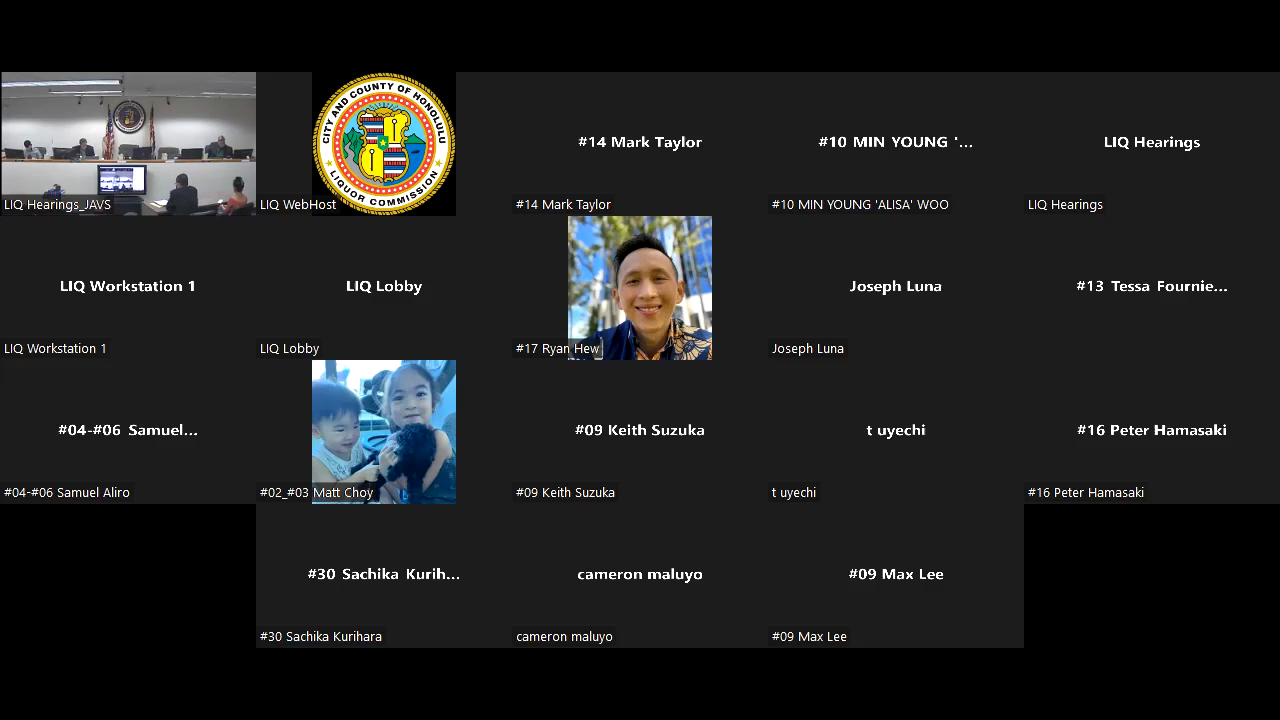 CITY AND COUNTY OF HONOLULU
LIQUOR COMMISSION
#14 Mark Taylor
#10 MIN YOUNG '...
LIQ Hearings
LIQ Hearings_JAVS
LIQ WebHost
#14 Mark Taylor
#10 MIN YOUNG 'ALISA' WOO
LIQ Hearings
LIQ Workstation 1
LIQ Lobby
Joseph Luna
#13 Tessa Fournie...
LIQ Workstation 1
LIQ Lobby
#17 Ryan Hew
Joseph Luna
#04-#06 Samuel...
#09 Keith Suzuka
t uyechi
#16 Peter Hamasaki
#04-#06 Samuel Aliro
#02_#03 Matt Choy
#09 Keith Suzuka
t uyechi
#16 Peter Hamasaki
#30 Sachika Kurih...
cameron maluyo
#09 Max Lee
#30 Sachika Kurihara
cameron maluyo
#09 Max Lee